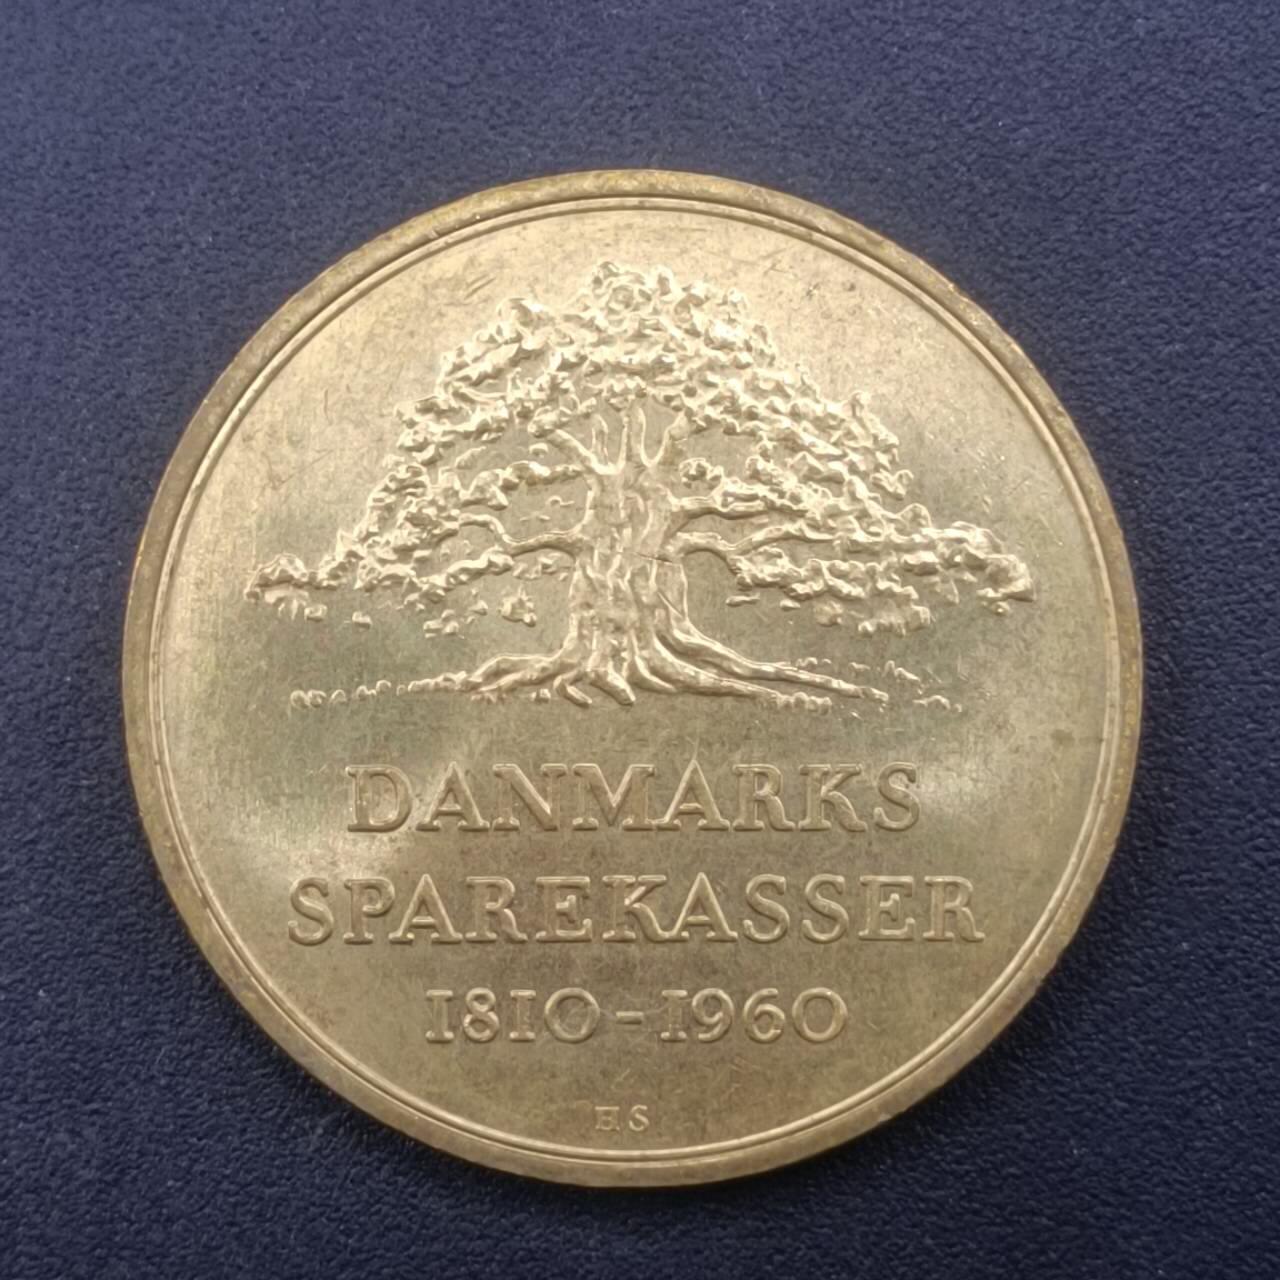 DANMARKS
SPAREKASSER
1810-1960
HS